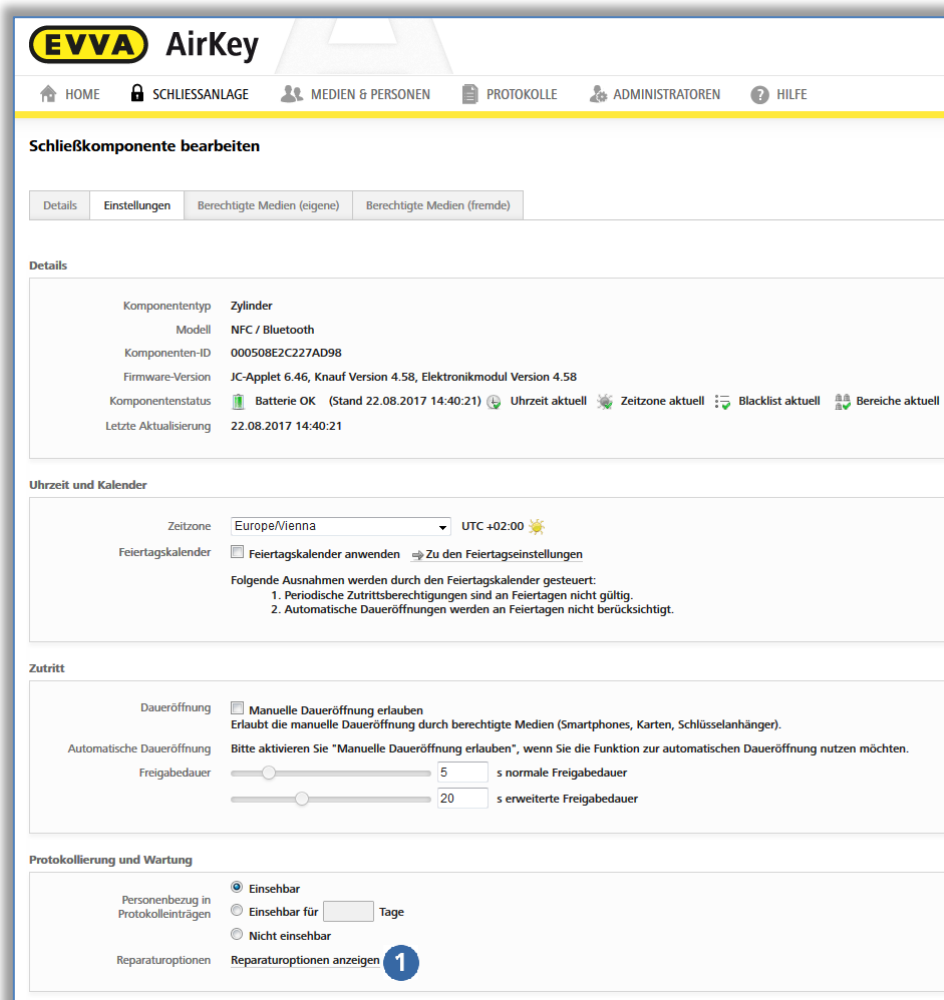 EVVA AirKey
HOME SCHLIESSANLAGE MEDIEN & PERSONEN PROTOKOLLE ADMINISTRATOREN HILFE
Schließkomponente bearbeiten
Details Einstellungen Berechtigte Medien (eigene) Berechtigte Medien (fremde)
Details
Komponententyp Zylinder
Modell NFC / Bluetooth
Komponenten-ID 000508E2C227AD98
Firmware-Version JC-Applet 6.46, Knauf Version 4.58, Elektronikmodul Version 4.58
Komponentenstatus Batterie OK (Stand 22.08.2017 14:40:21) Uhrzeit aktuell Zeitzone aktuell Blacklist aktuell Bereiche aktuell
Letzte Aktualisierung 22.08.2017 14:40:21
Uhrzeit und Kalender
Zeitzone Europe/Vienna UTC +02:00
Feiertagskalender Feiertagskalender anwenden Zu den Feiertagseinstellungen
Folgende Ausnahmen werden durch den Feiertagskalender gesteuert:
1. Periodische Zutrittsberechtigungen sind an Feiertagen nicht gültig.
2. Automatische Daueröffnungen werden an Feiertagen nicht berücksichtigt.
Zutritt
Daueröffnung Manuelle Daueröffnung erlauben
Erlaubt die manuelle Daueröffnung durch berechtigte Medien (Smartphones, Karten, Schlüsselanhänger).
Automatische Daueröffnung Bitte aktivieren Sie "Manuelle Daueröffnung erlauben", wenn Sie die Funktion zur automatischen Daueröffnung nutzen möchten.
Freigabedauer 5 s normale Freigabedauer
20 s erweiterte Freigabedauer
Protokollierung und Wartung
Personenbezug in Protokolleinträgen
Einsehbar
Einsehbar für Tage
Nicht einsehbar
Reparaturoptionen Reparaturoptionen anzeigen 1